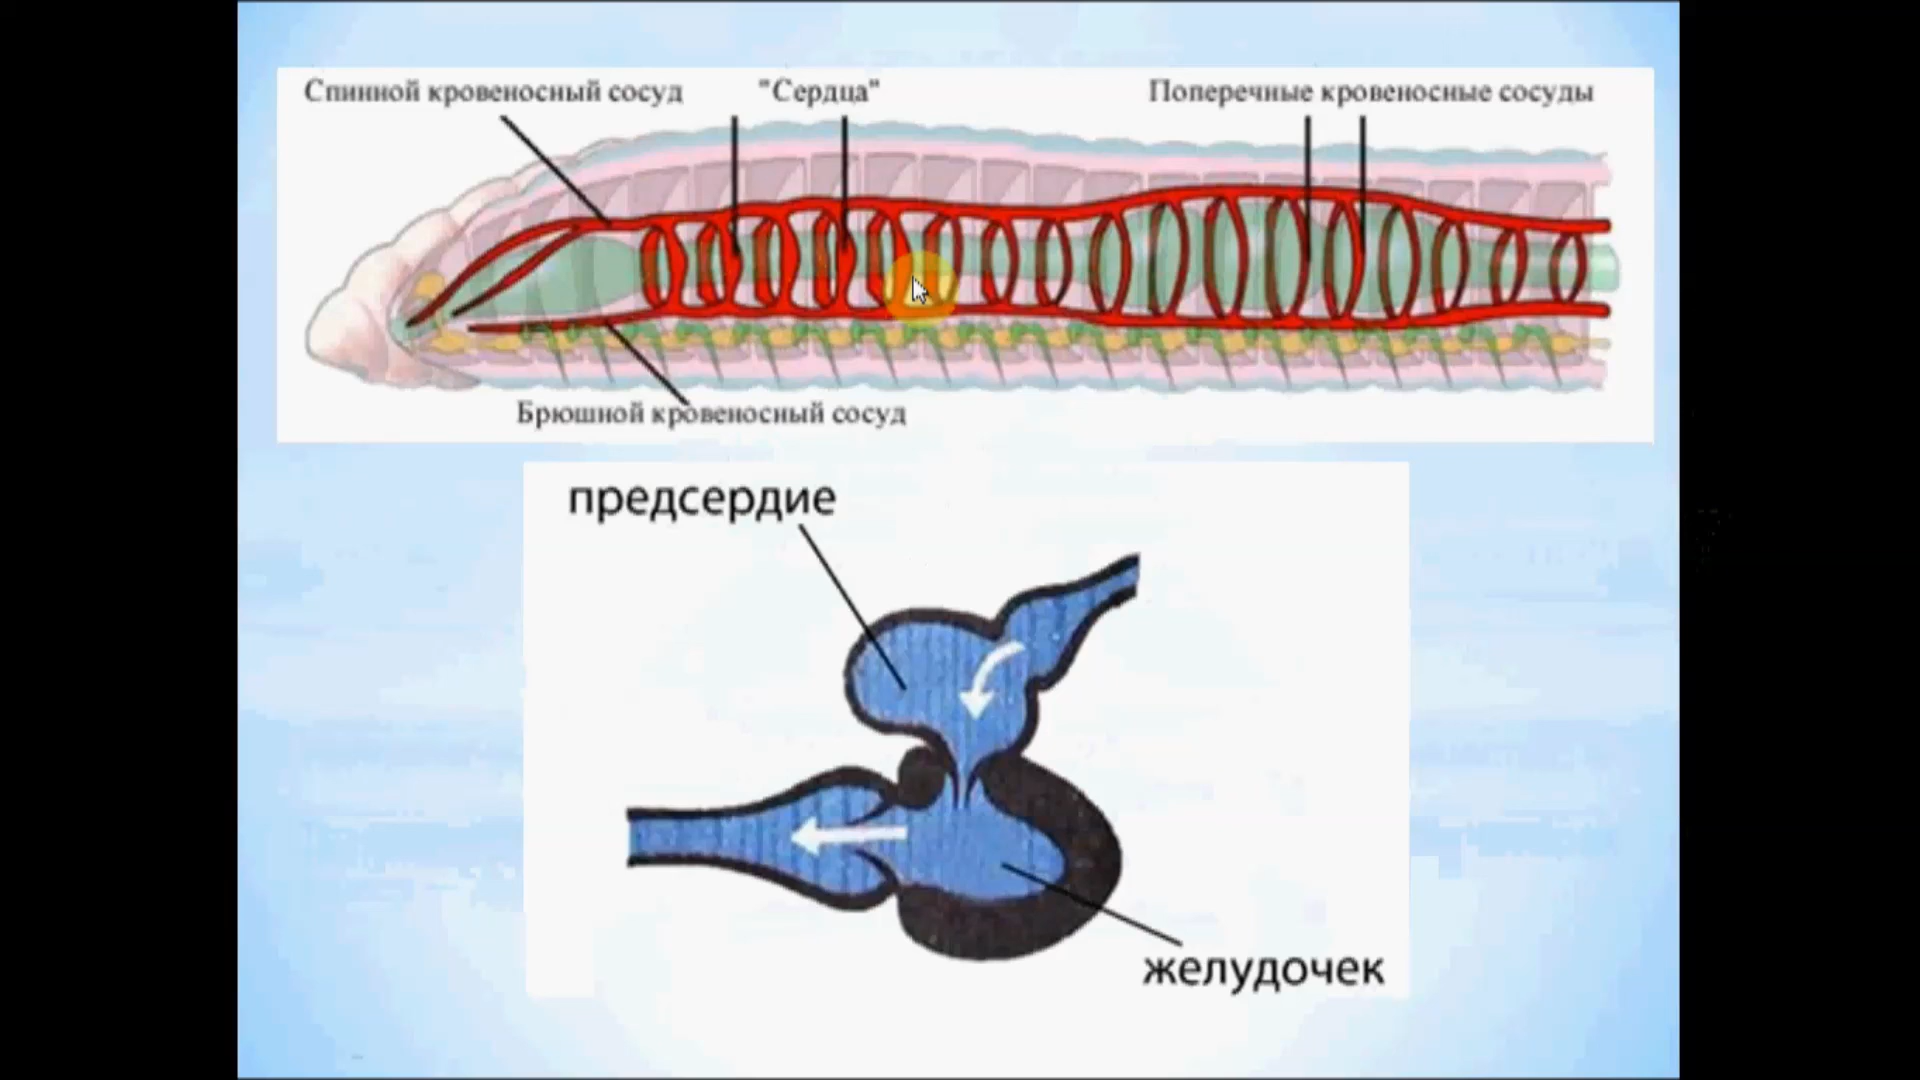 Спинной кровеносный сосуд
"Сердца"
Поперечные кровеносные сосуды
Брюшной кровеносный сосуд
предсердие
желудочек